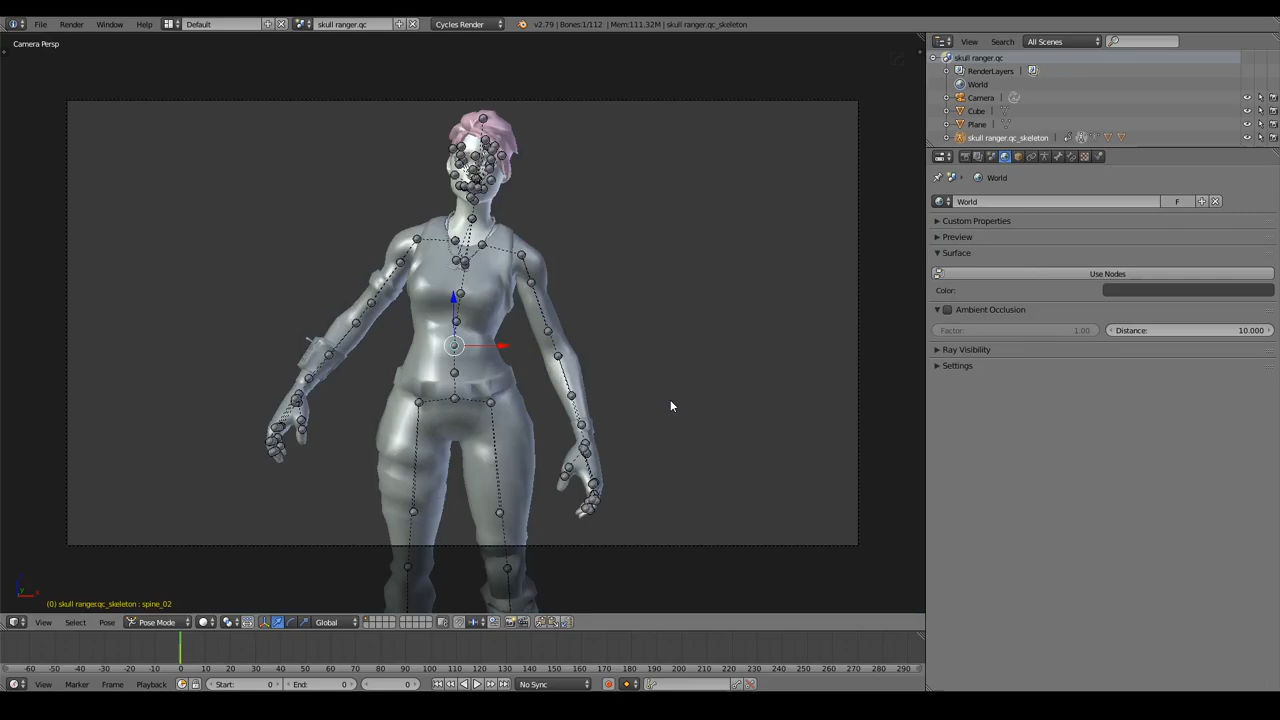 File Render Window Help Default skull ranger.qc Cycles Render v2.79 | Bones:1/112 | Mem:111.32M | skull ranger.qc_skeleton
Camera Persp
(0) skull ranger.qc_skeleton : spine_02
View Select Pose Pose Mode Global
-60 -50 -40 -30 -20 -10 0 10 20 30 40 50 60 70 80 90 100 110 120 130 140 150 160 170 180 190 200 210 220 230 240 250 260 270 280 290
View Marker Frame Playback Start: 0 End: 0 0 No Sync
View Search All Scenes
skull ranger.qc
RenderLayers
World
Camera
Cube
Plane
skull ranger.qc_skeleton
World
World F
Custom Properties
Preview
Surface
Use Nodes
Color:
Ambient Occlusion
Factor: 1.00 Distance: 10.000
Ray Visibility
Settings